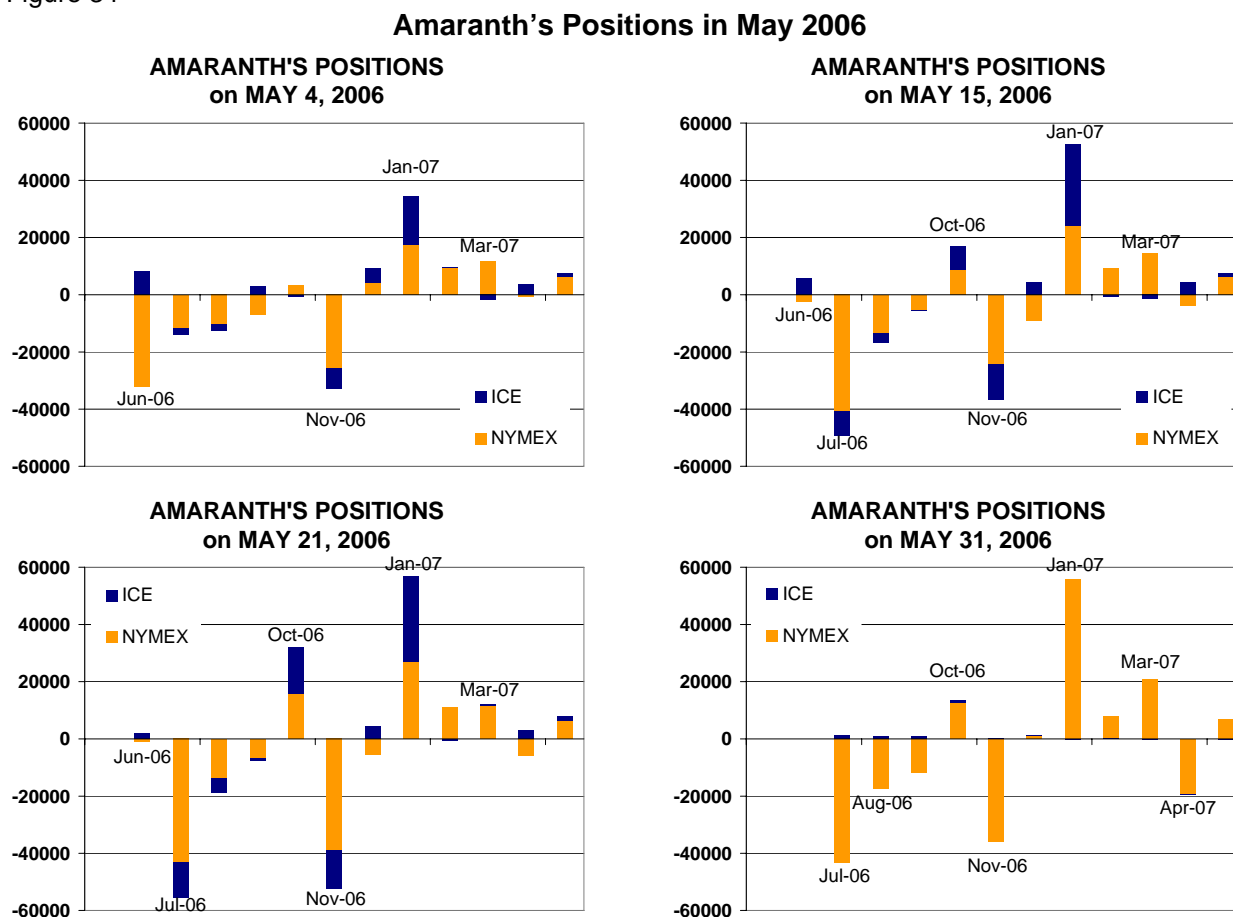 Figure
Amaranth's Positions in May 2006
AMARANTH'S POSITIONS
on MAY 4, 2006
60000
40000
20000
0
-20000
-40000
-60000
Jan-07
Mar-07
Jun-06
Nov-06
ICE
NYMEX
AMARANTH'S POSITIONS
on MAY 15, 2006
60000
40000
20000
0
-20000
-40000
-60000
Jan-07
Oct-06
Mar-07
Jun-06
Jul-06
Nov-06
ICE
NYMEX
AMARANTH'S POSITIONS
on MAY 21, 2006
60000
40000
20000
0
-20000
-40000
-60000
ICE
NYMEX
Jan-07
Oct-06
Mar-07
Jun-06
Jul-06
Nov-06
AMARANTH'S POSITIONS
on MAY 31, 2006
60000
40000
20000
0
-20000
-40000
-60000
ICE
NYMEX
Jan-07
Oct-06
Mar-07
Aug-06
Apr-07
Jul-06
Nov-06